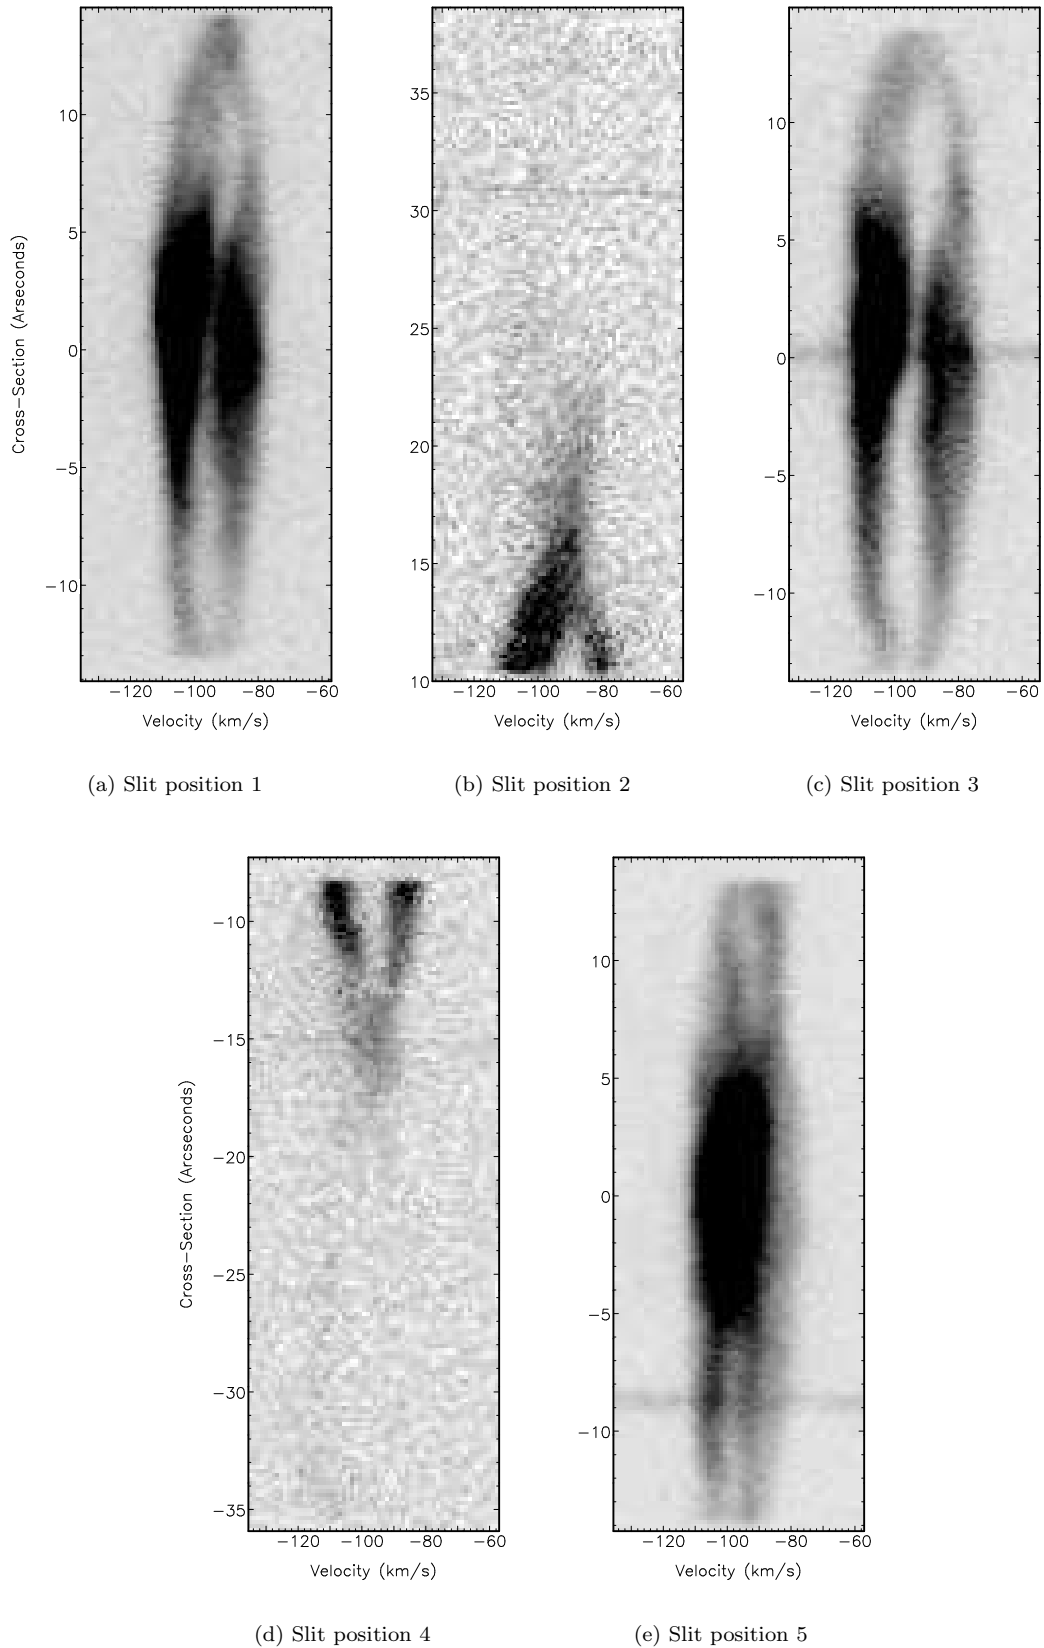 10
5
0
−5
−10
Cross−Section (Arseconds)
−120 −100 −80 −60
Velocity (km/s)
(a) Slit position 1
35
30
25
20
15
10
−120 −100 −80 −60
Velocity (km/s)
(b) Slit position 2
10
5
0
−5
−10
−120 −100 −80 −60
Velocity (km/s)
(c) Slit position 3
−10
−15
−20
−25
−30
−35
Cross−Section (Arcseconds)
−120 −100 −80 −60
Velocity (km/s)
(d) Slit position 4
10
5
0
−5
−10
−120 −100 −80 −60
Velocity (km/s)
(e) Slit position 5